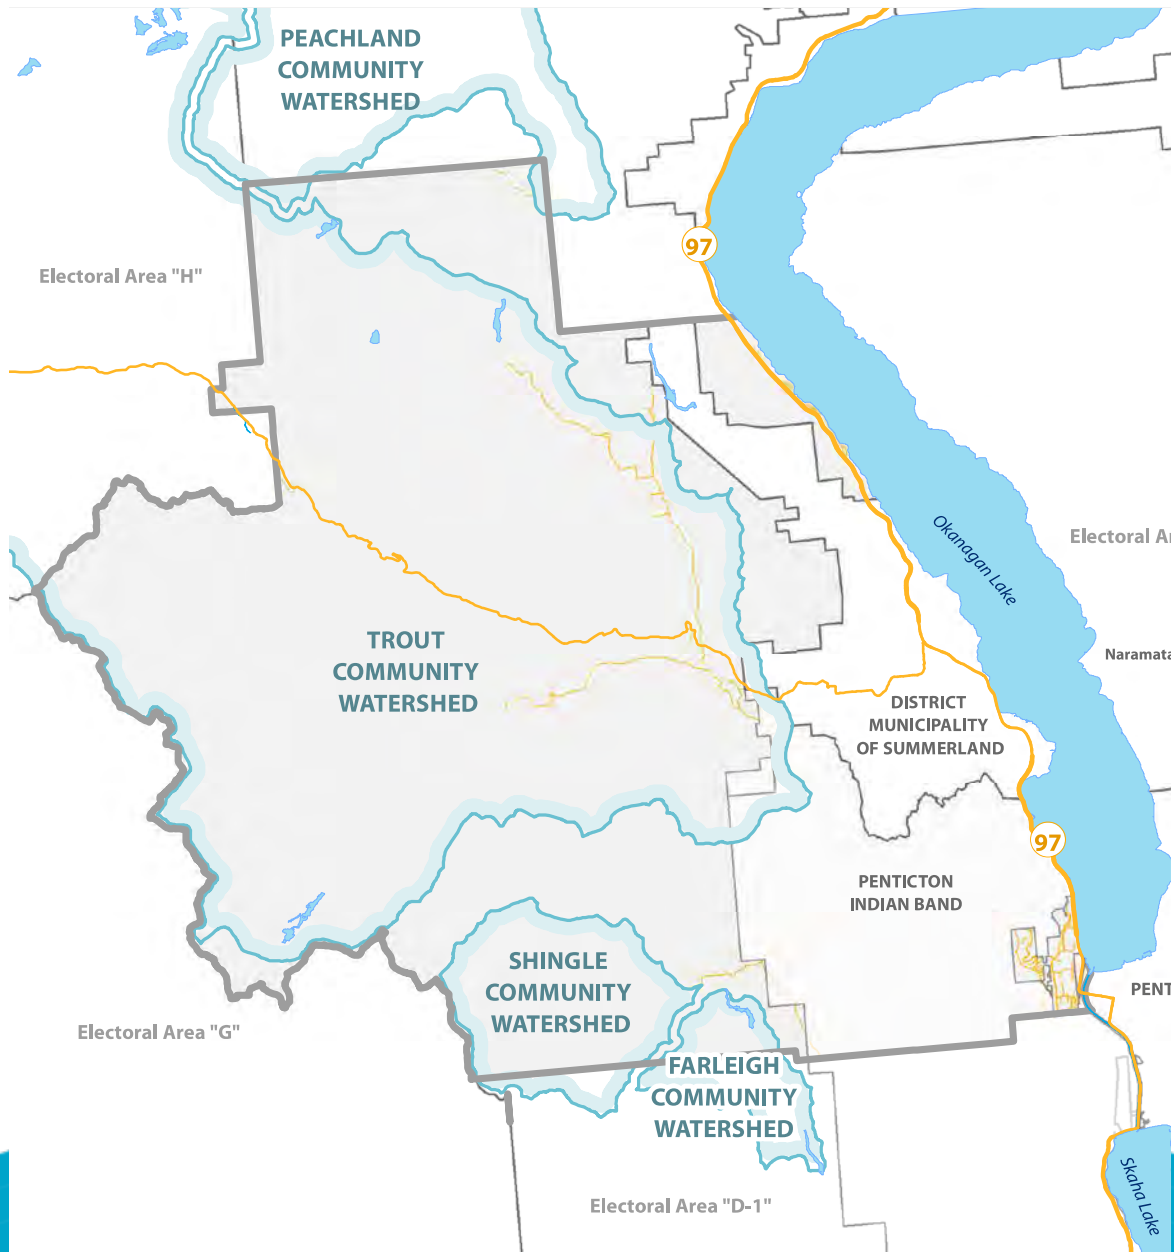 PEACHLAND
COMMUNITY
WATERSHED
97
Electoral Area "H"
Okanagan Lake
Electoral A
TROUT
COMMUNITY
WATERSHED
Naramata
DISTRICT
MUNICIPALITY
OF SUMMERLAND
97
PENTICTON
INDIAN BAND
SHINGLE
COMMUNITY
WATERSHED
PENT
Electoral Area "G"
FARLEIGH
COMMUNITY
WATERSHED
Skaha Lake
Electoral Area "D-1"